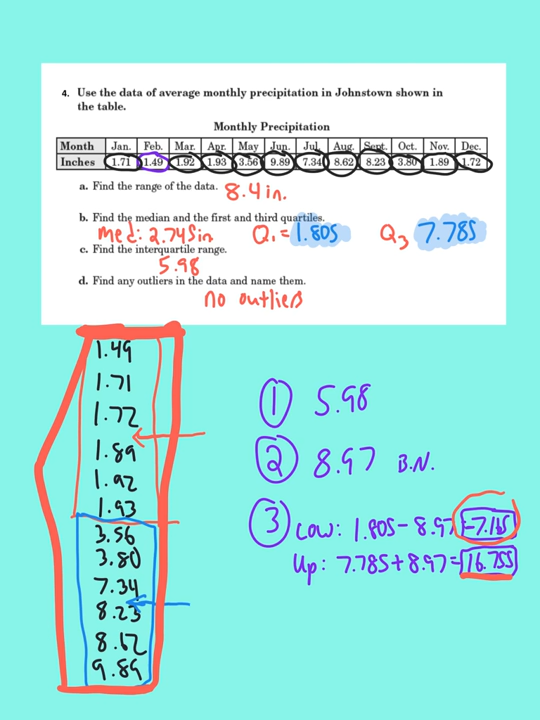 4. Use the data of average monthly precipitation in Johnstown shown in
the table.
Monthly Precipitation
Month Jan. Feb. Mar. Apr. May Jun. Jul. Aug. Sept. Oct. Nov. Dec.
Inches 1.71 1.49 1.92 1.93 3.56 9.89 7.34 8.62 8.23 3.80 1.89 1.72
a. Find the range of the data. 8.4 in.
b. Find the median and the first and third quartiles.
med: 2.745in Q1 = 1.805 Q3 7.785
c. Find the interquartile range.
5.98
d. Find any outliers in the data and name them.
no outliers
1.49
1.71
1.72
1.89
1.92
1.93
3.56
3.80
7.34
8.23
8.62
9.89
1 5.98
2 8.97 B.N.
3 Low: 1.805-8.97 =-7.165
Up: 7.785+8.97=16.755